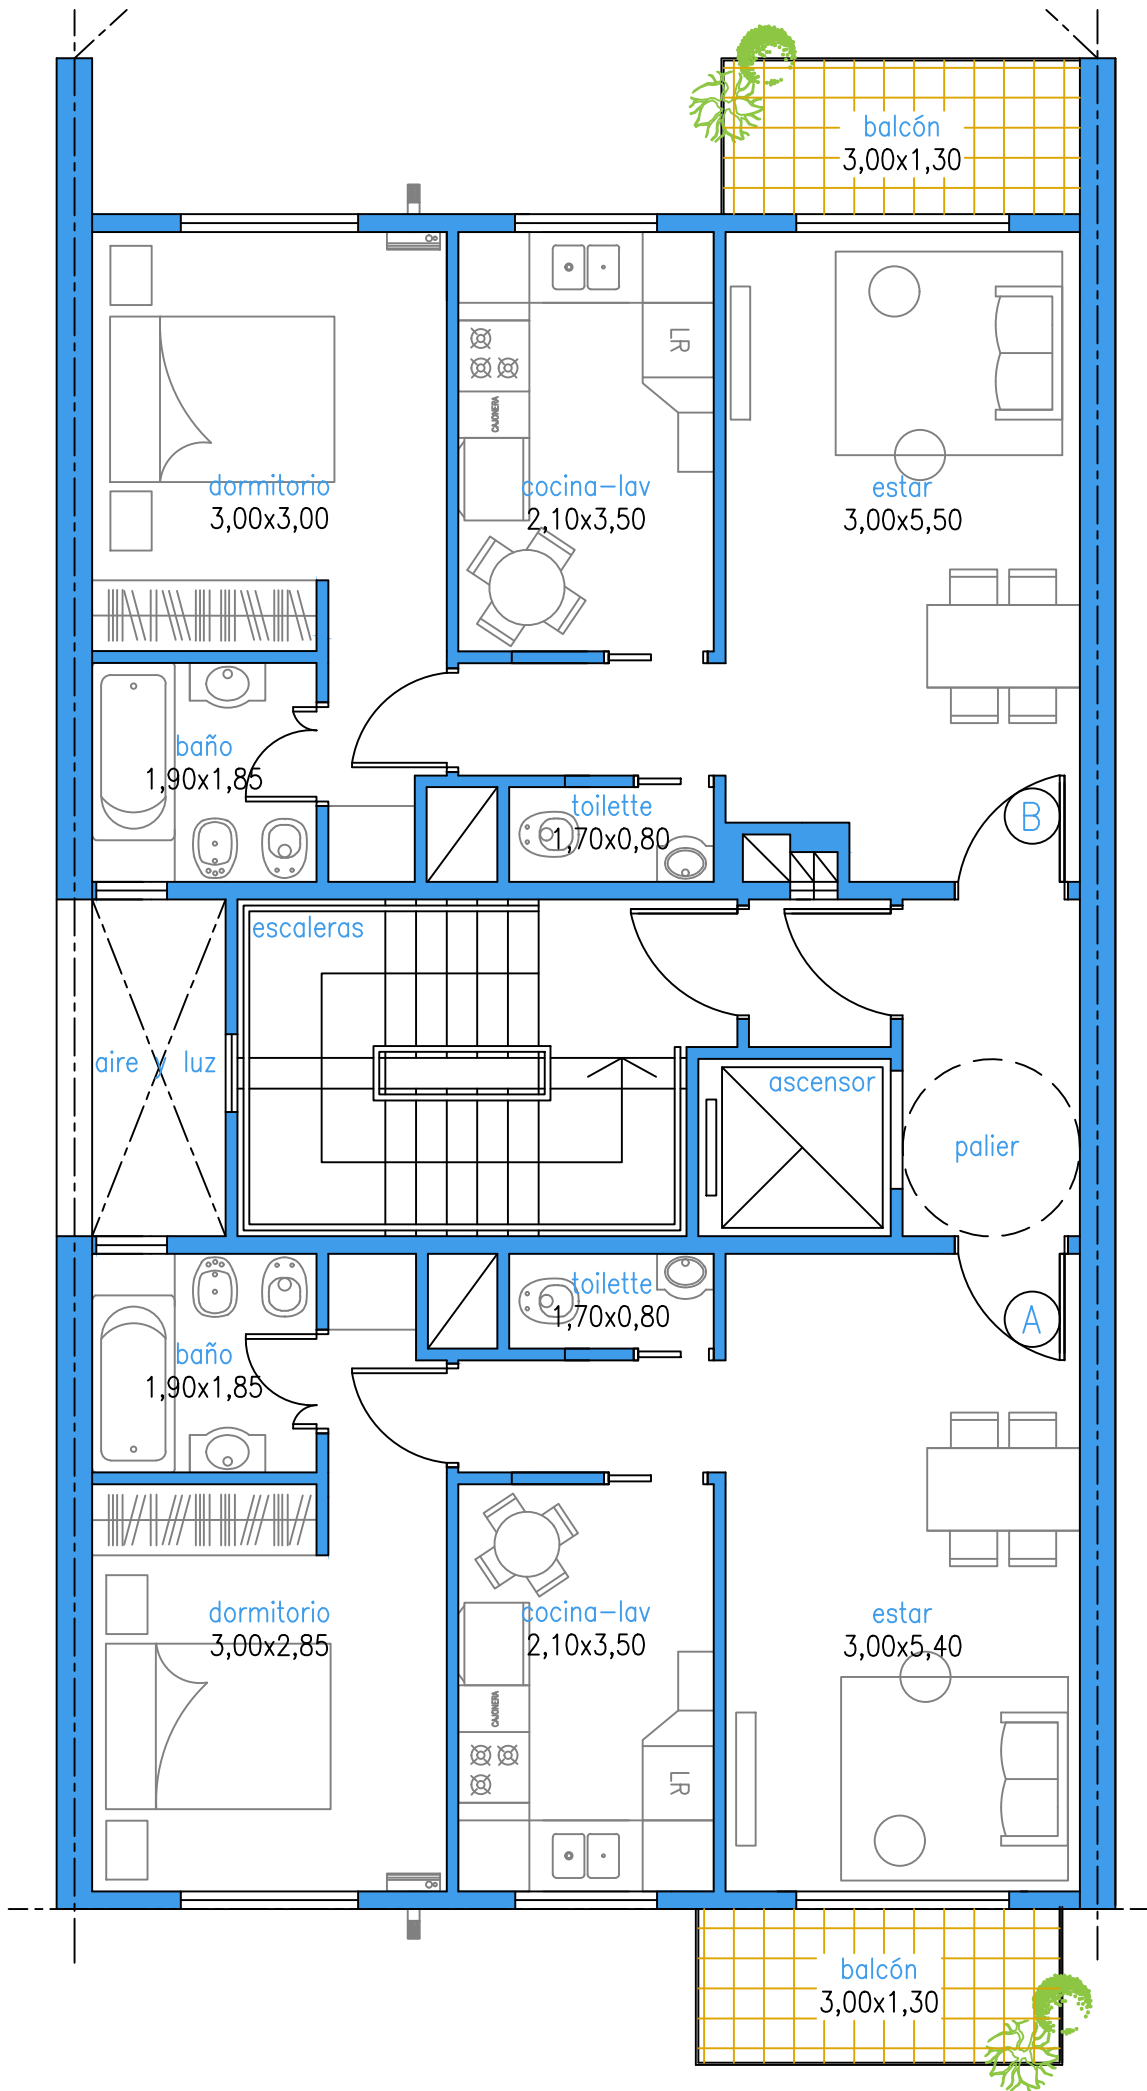 balcón
3,00x1,30
LR
CAJONERA
dormitorio
3,00x3,00
cocina-lav
2,10x3,50
estar
3,00x5,50
baño
1,90x1,85
toilette
1,70x0,80
B
escaleras
aire y luz
ascensor
palier
toilette
1,70x0,80
A
baño
1,90x1,85
dormitorio
3,00x2,85
cocina-lav
2,10x3,50
estar
3,00x5,40
CAJONERA
LR
balcón
3,00x1,30